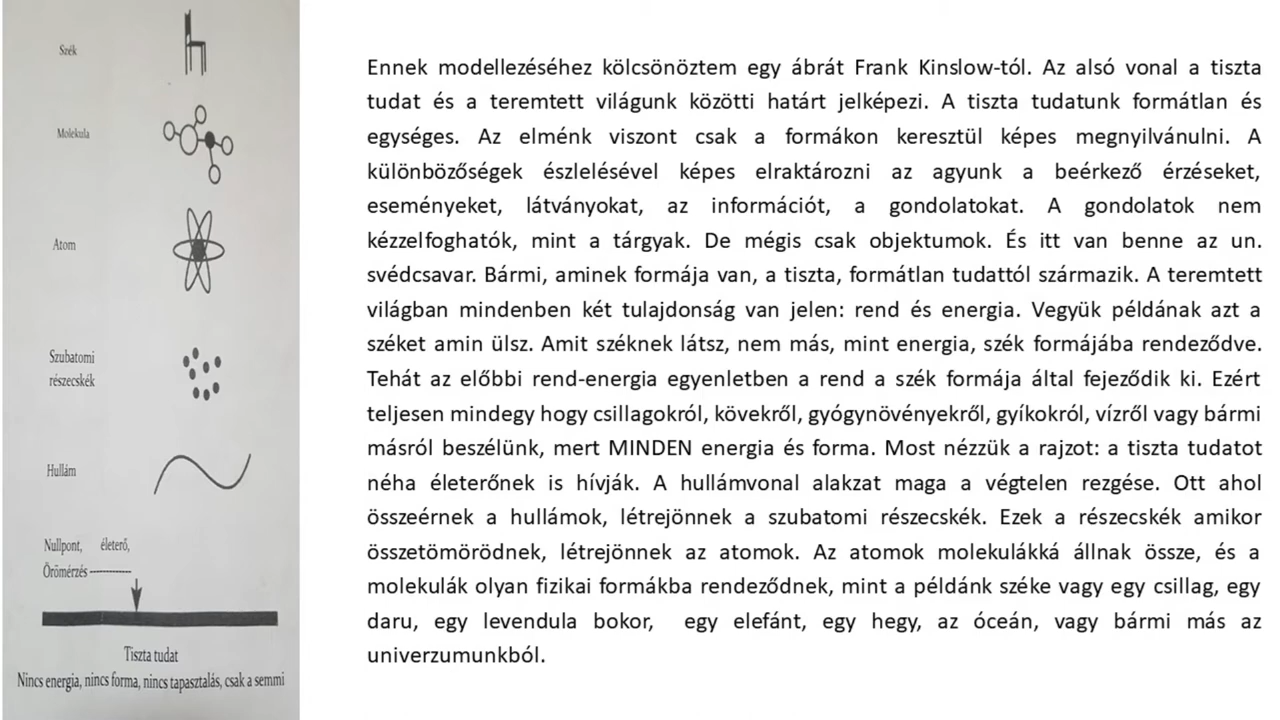 Szék
Molekula
Atom
Szubatomi
részecskék
Hullám
Nullpont, életerő,
Örömérzés -----------
Tiszta tudat
Nincs energia, nincs forma, nincs tapasztalás, csak a semmi
Ennek modellezéséhez kölcsönöztem egy ábrát Frank Kinslow-tól. Az alsó vonal a tiszta
tudat és a teremtett világunk közötti határt jelképezi. A tiszta tudatunk formátlan és
egységes. Az elménk viszont csak a formákon keresztül képes megnyilvánulni. A
különbözőségek észlelésével képes elraktározni az agyunk a beérkező érzéseket,
eseményeket, látványokat, az információt, a gondolatokat. A gondolatok nem
kézzelfoghatók, mint a tárgyak. De mégis csak objektumok. És itt van benne az un.
svédcsavar. Bármi, aminek formája van, a tiszta, formátlan tudattól származik. A teremtett
világban mindenben két tulajdonság van jelen: rend és energia. Vegyük példának azt a
széket amin ülsz. Amit széknek látsz, nem más, mint energia, szék formájába rendeződve.
Tehát az előbbi rend-energia egyenletben a rend a szék formája által fejeződik ki. Ezért
teljesen mindegy hogy csillagokról, kövekről, gyógynövényekről, gyíkokról, vízről vagy bármi
másról beszélünk, mert MINDEN energia és forma. Most nézzük a rajzot: a tiszta tudatot
néha életerőnek is hívják. A hullámvonal alakzat maga a végtelen rezgése. Ott ahol
összeérnek a hullámok, létrejönnek a szubatomi részecskék. Ezek a részecskék amikor
összetömörödnek, létrejönnek az atomok. Az atomok molekulákká állnak össze, és a
molekulák olyan fizikai formákba rendeződnek, mint a példánk széke vagy egy csillag, egy
daru, egy levendula bokor, egy elefánt, egy hegy, az óceán, vagy bármi más az
univerzumunkból.